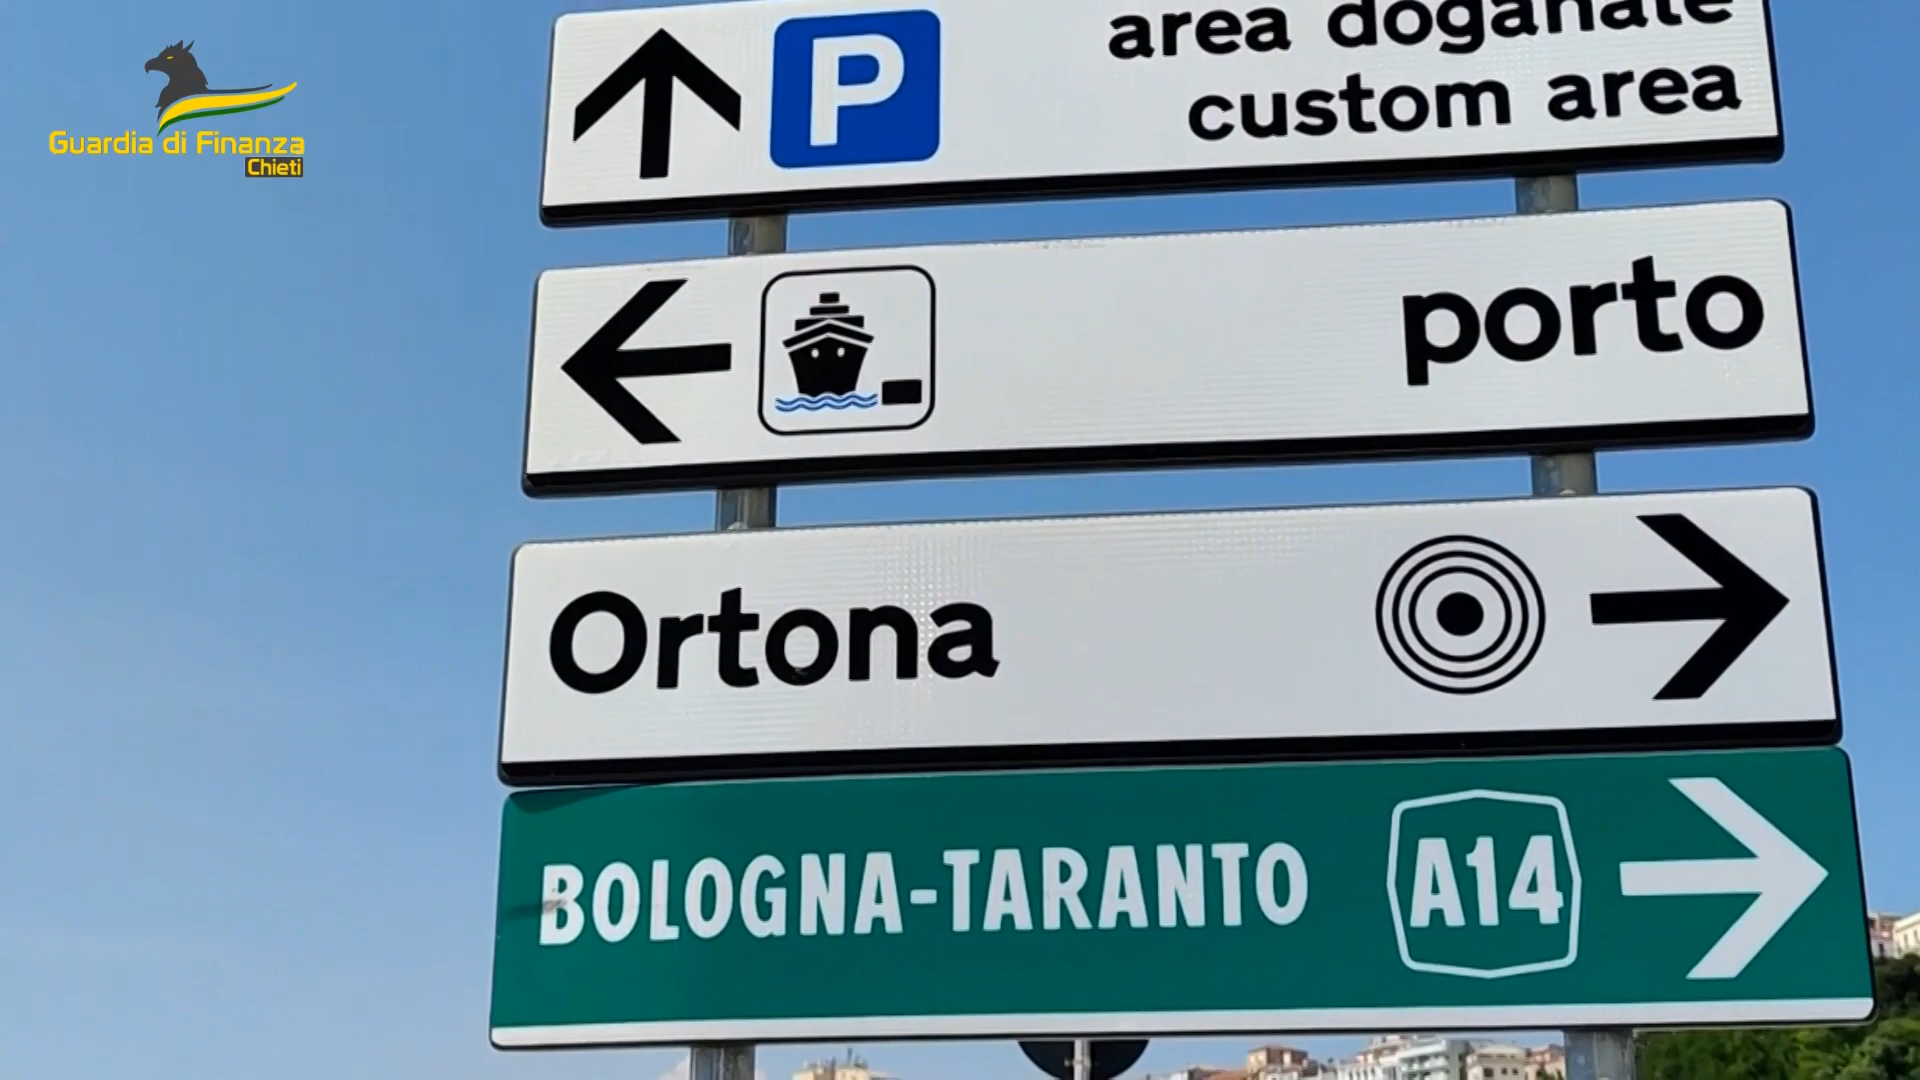 Guardia di Finanza
Chieti
P
area doganale
custom area
porto
Ortona
BOLOGNA-TARANTO A14